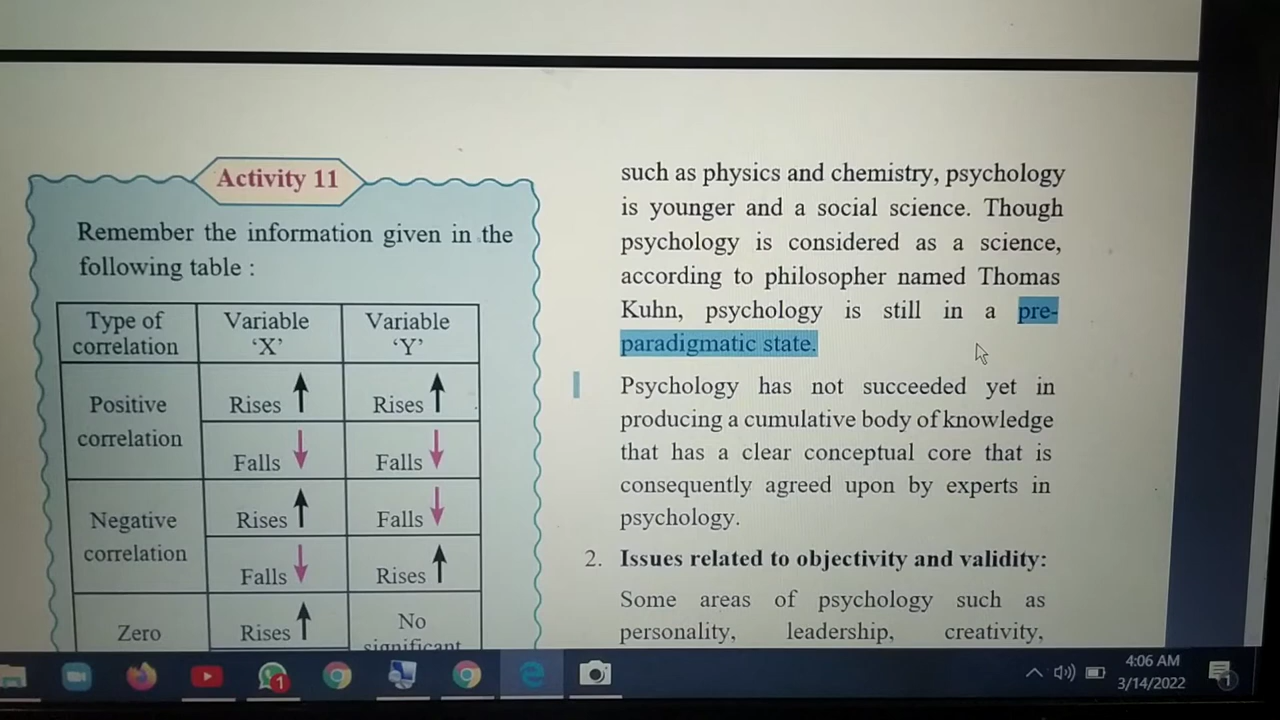 Activity 11
Remember the information given in the
following table :
Type of
correlation
Variable
‘X’
Variable
‘Y’
Positive
correlation
Rises
Rises
Falls
Falls
Negative
correlation
Rises
Falls
Falls
Rises
Zero
Rises
No
significant
such as physics and chemistry, psychology
is younger and a social science. Though
psychology is considered as a science,
according to philosopher named Thomas
Kuhn, psychology is still in a pre-
paradigmatic state.
Psychology has not succeeded yet in
producing a cumulative body of knowledge
that has a clear conceptual core that is
consequently agreed upon by experts in
psychology.
2. Issues related to objectivity and validity:
Some areas of psychology such as
personality, leadership, creativity,
1
4:06 AM
3/14/2022
1